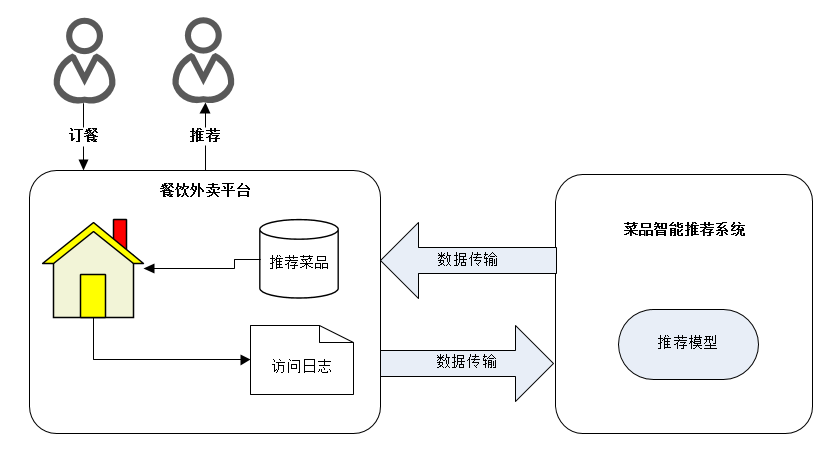 订餐
推荐
餐饮外卖平台
推荐菜品
访问日志
数据传输
数据传输
菜品智能推荐系统
推荐模型